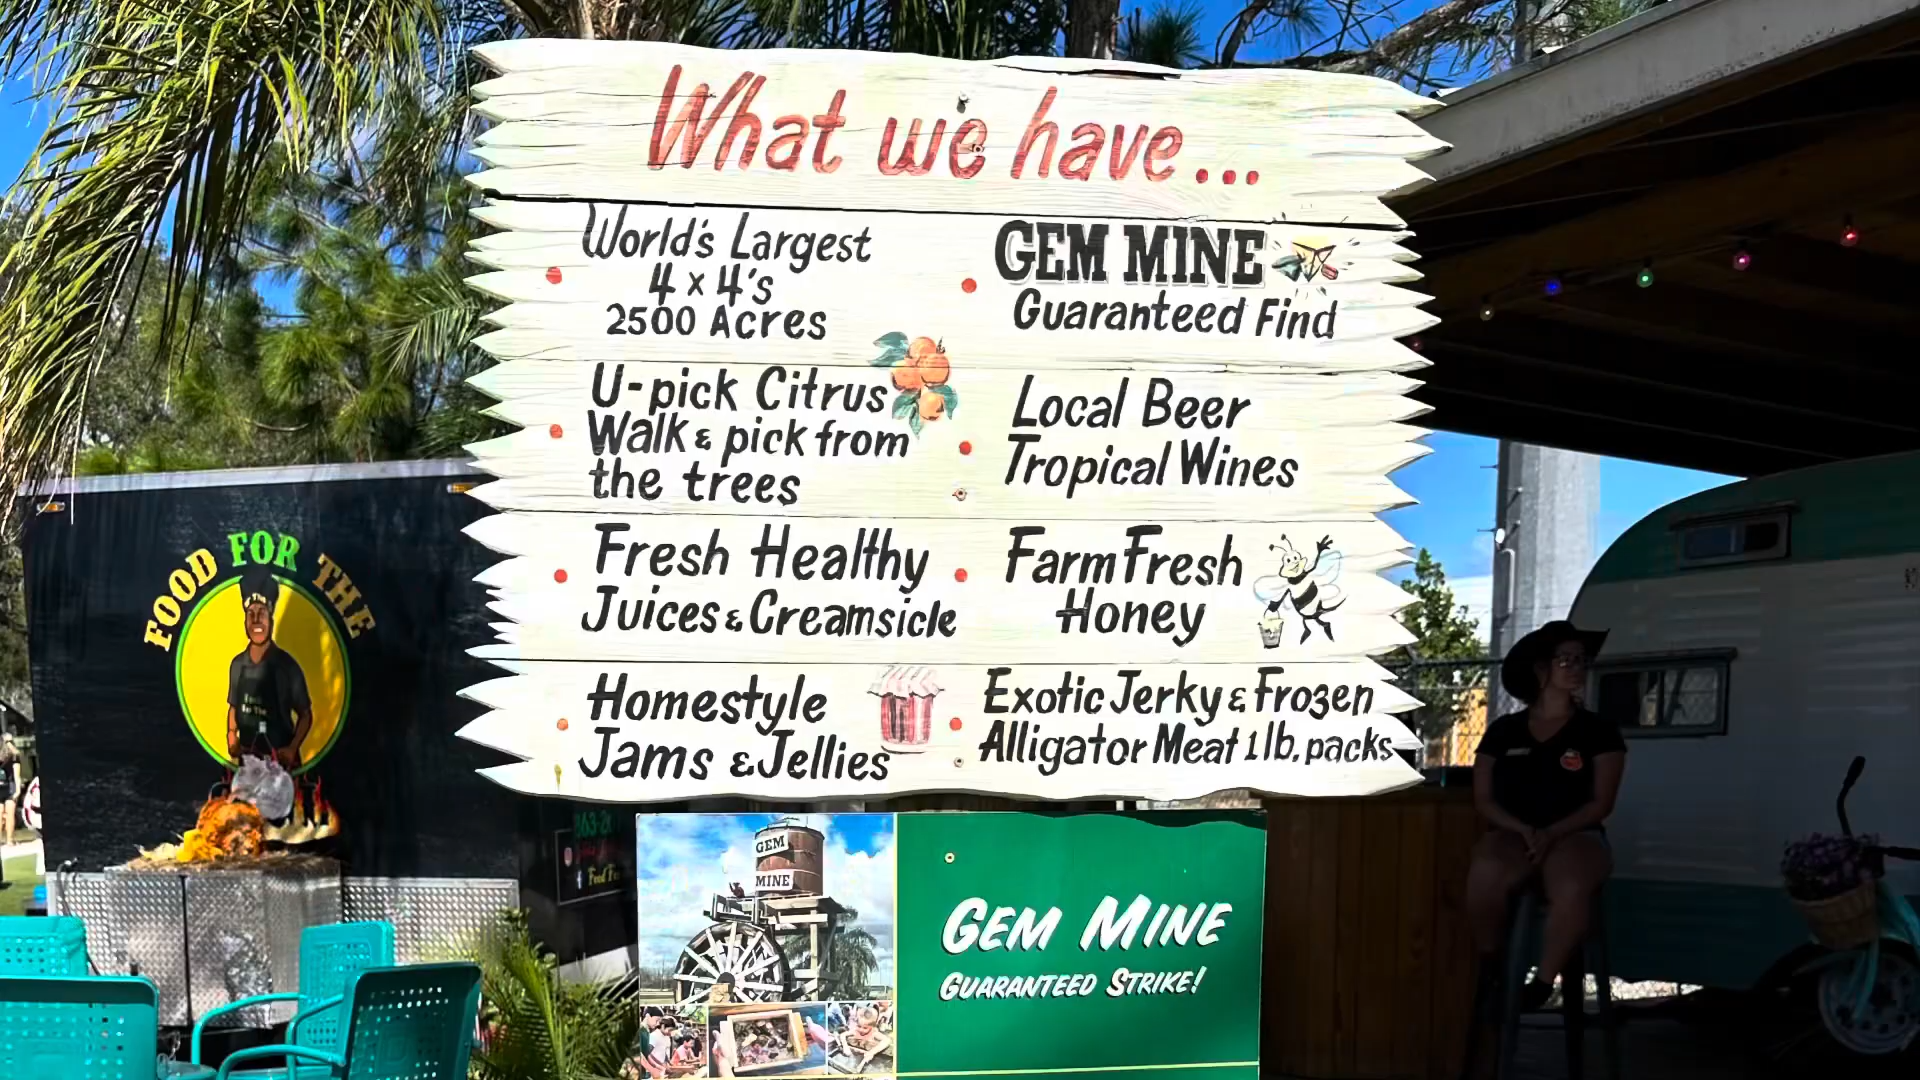 What we have...
World's Largest
4 x 4's
2500 Acres
U-pick Citrus
Walk & pick from
the trees
Fresh Healthy
Juices & Creamsicle
Homestyle
Jams & Jellies
GEM MINE
Guaranteed Find
Local Beer
Tropical Wines
Farm Fresh
Honey
Exotic Jerky & Frozen
Alligator Meat 1 lb. packs
FOOD FOR THE
GEM
MINE
GEM MINE
GUARANTEED STRIKE!